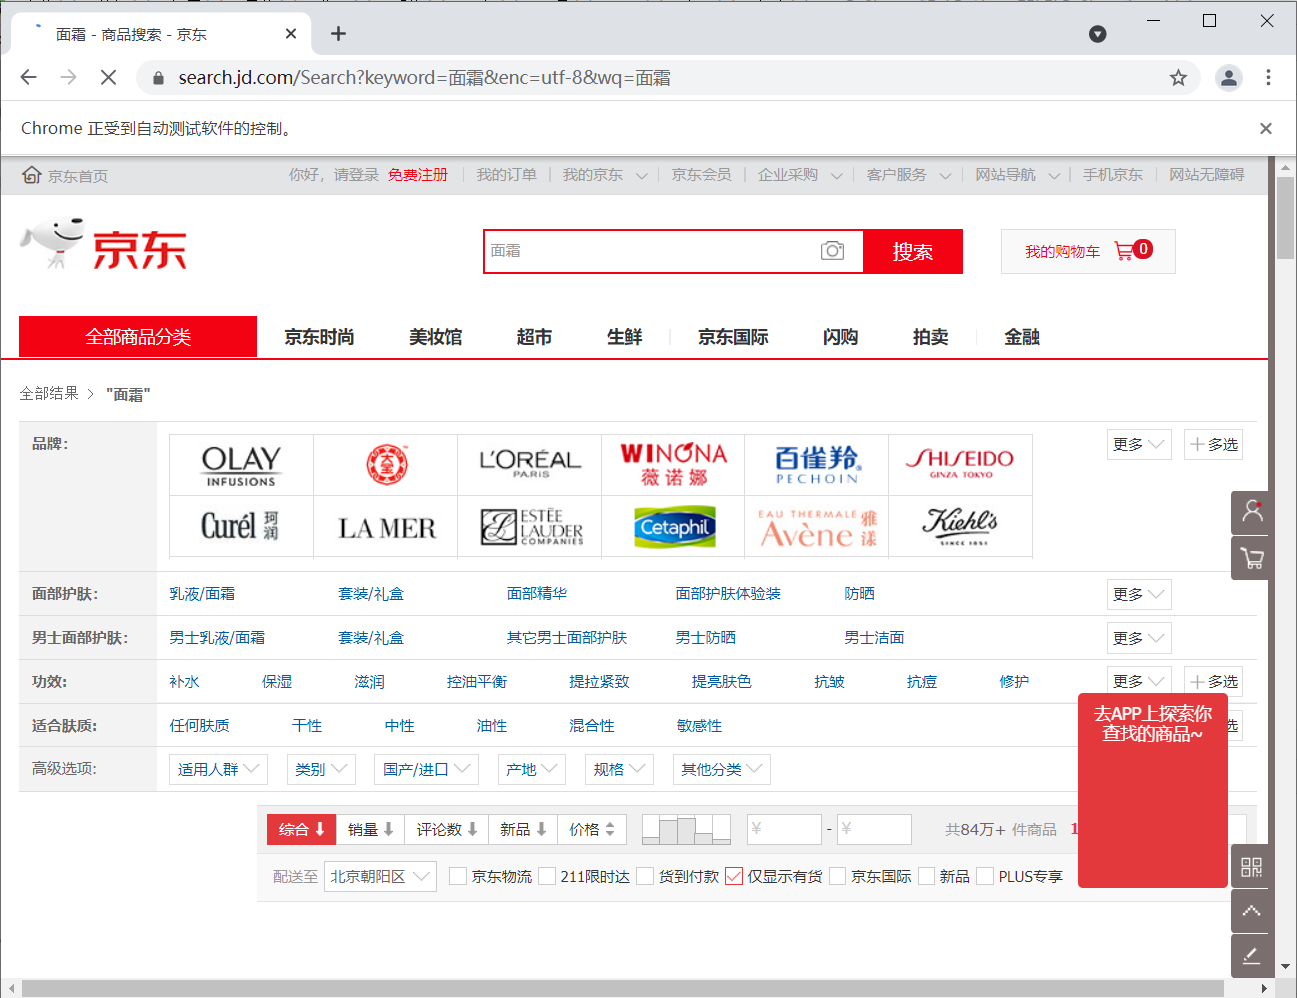 面霜 - 商品搜索 - 京东
search.jd.com/Search?keyword=面霜&enc=utf-8&wq=面霜
Chrome 正受到自动测试软件的控制。
京东首页 你好，请登录 免费注册 我的订单 我的京东 京东会员 企业采购 客户服务 网站导航 手机京东 网站无障碍
京东 面霜 搜索 我的购物车 0
全部商品分类 京东时尚 美妆馆 超市 生鲜 京东国际 闪购 拍卖 金融
全部结果 > "面霜"
品牌： 更多 多选
OLAY INFUSIONS L'ORÉAL PARIS WINONA 薇诺娜 百雀羚 PECHOIN SHISEIDO GINZA TOKYO
Curél 珂润 LA MER ESTĒE LAUDER COMPANIES Cetaphil EAU THERMALE Avène 雅漾 Kiehl's SINCE 1851
面部护肤： 乳液/面霜 套装/礼盒 面部精华 面部护肤体验装 防晒 更多
男士面部护肤： 男士乳液/面霜 套装/礼盒 其它男士面部护肤 男士防晒 男士洁面 更多
功效： 补水 保湿 滋润 控油平衡 提拉紧致 提亮肤色 抗皱 抗痘 修护 更多 多选
适合肤质： 任何肤质 干性 中性 油性 混合性 敏感性 选
高级选项： 适用人群 类别 国产/进口 产地 规格 其他分类
去APP上探索你
查找的商品~
综合 销量 评论数 新品 价格 ¥ - ¥ 共84万+ 件商品 1
配送至 北京朝阳区 京东物流 211限时达 货到付款 仅显示有货 京东国际 新品 PLUS专享